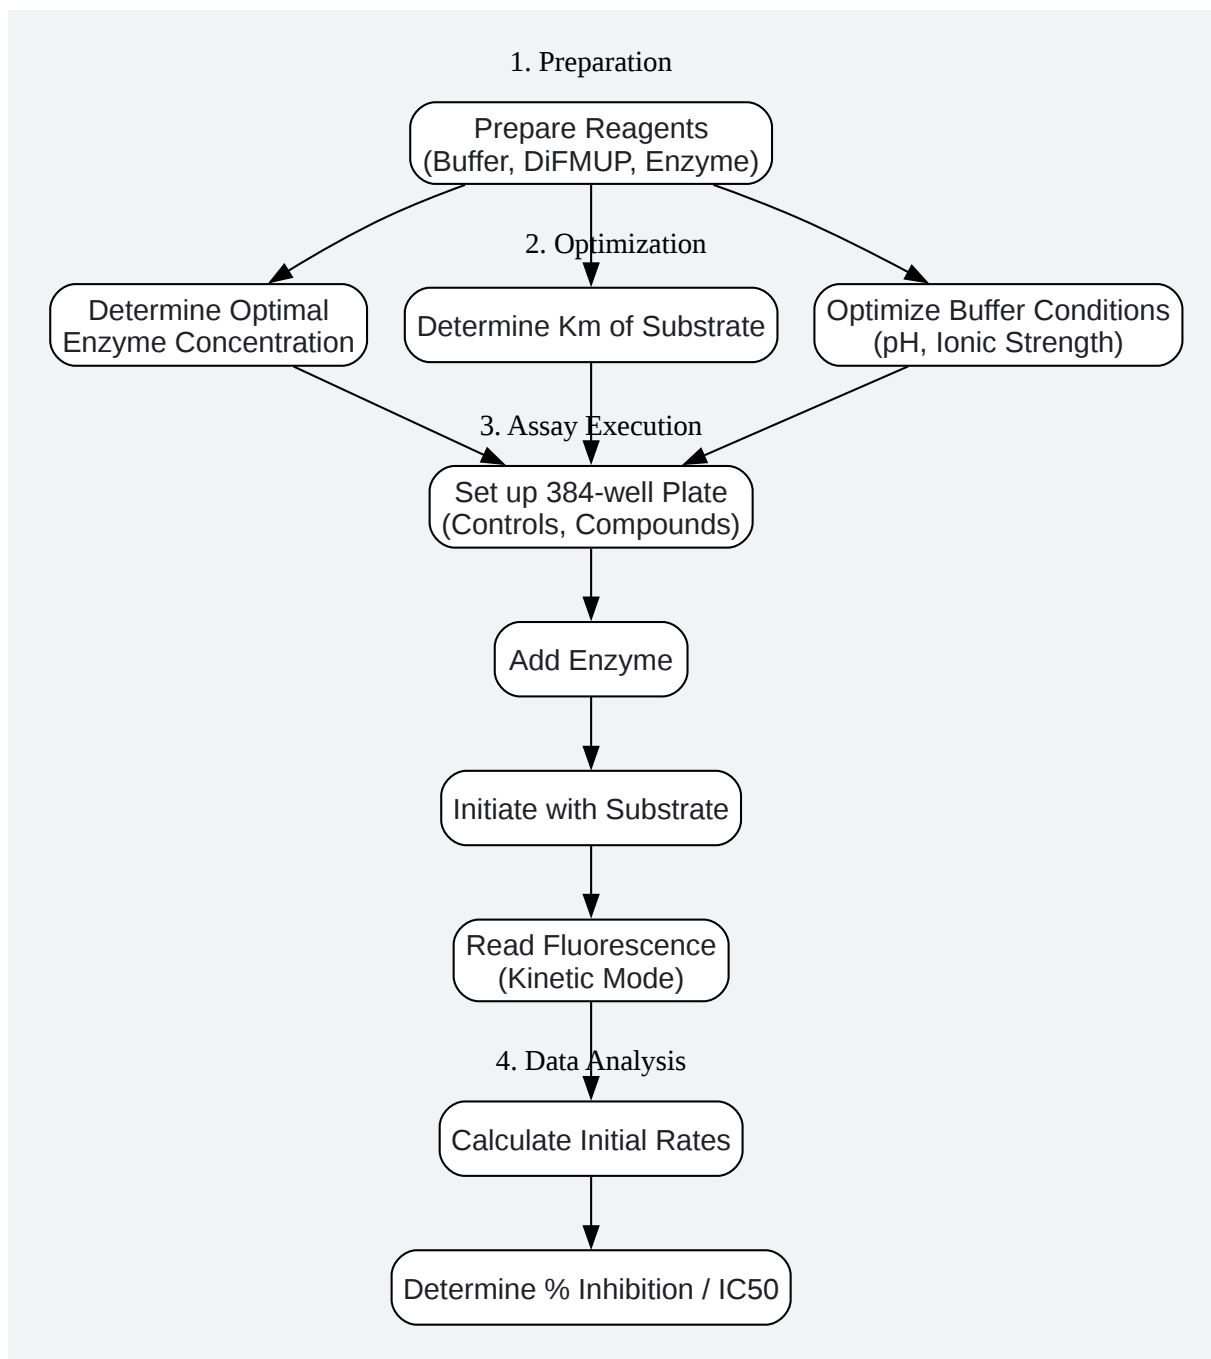 1. Preparation
Prepare Reagents
(Buffer, DiFMUP, Enzyme)
2. Optimization
Determine Optimal
Enzyme Concentration
Determine Km of Substrate
Optimize Buffer Conditions
(pH, Ionic Strength)
3. Assay Execution
Set up 384-well Plate
(Controls, Compounds)
Add Enzyme
Initiate with Substrate
Read Fluorescence
(Kinetic Mode)
4. Data Analysis
Calculate Initial Rates
Determine % Inhibition / IC50